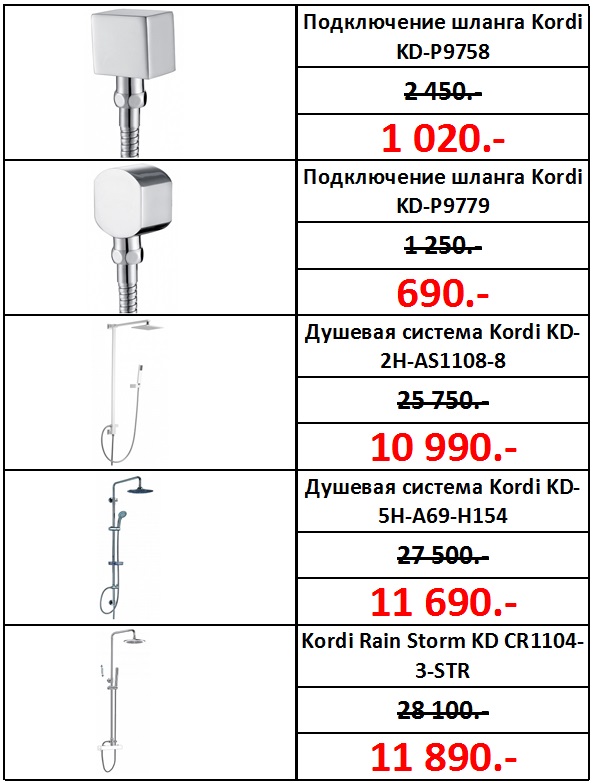 Подключение шланга Kordi
KD-P9758
2 450.-
1 020.-
Подключение шланга Kordi
KD-P9779
1 250.-
690.-
Душевая система Kordi KD-
2H-AS1108-8
25 750.-
10 990.-
Душевая система Kordi KD-
5H-A69-H154
27 500.-
11 690.-
Kordi Rain Storm KD CR1104-
3-STR
28 100.-
11 890.-